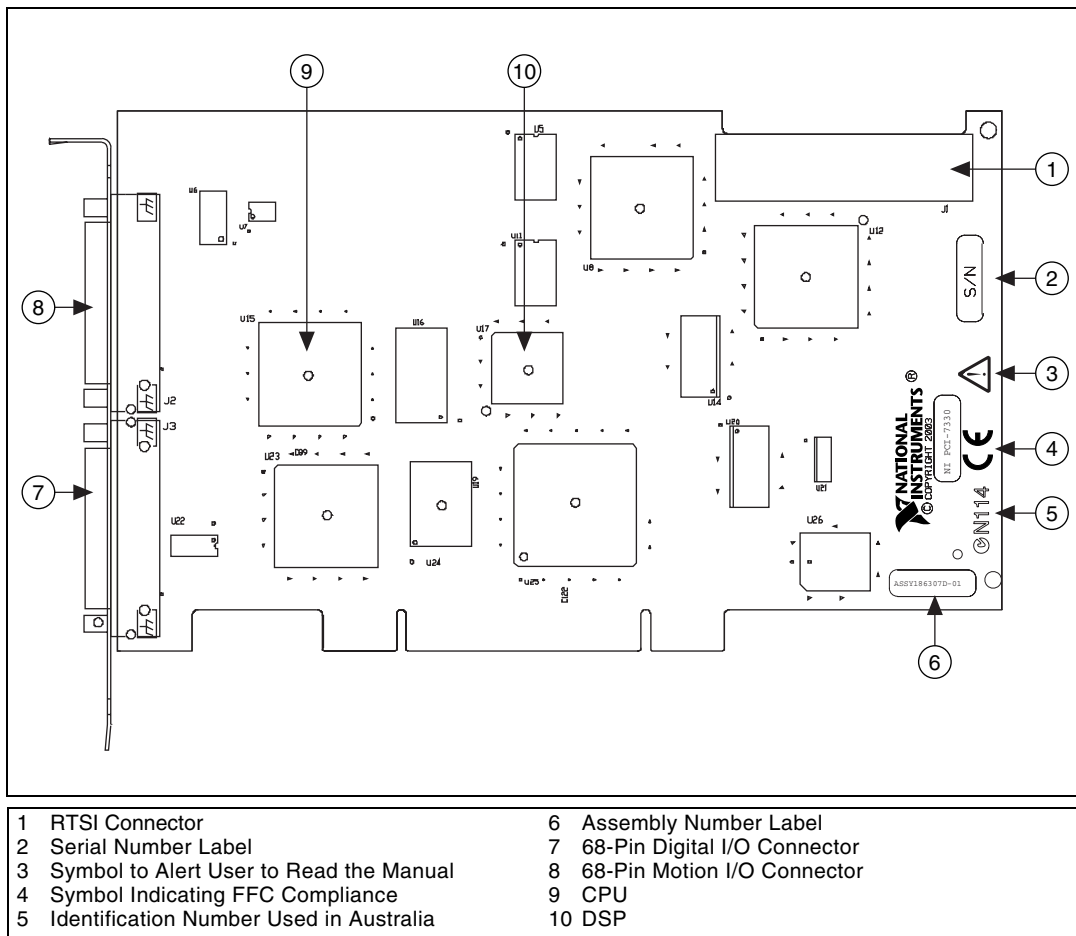 9
10
U5
1
J1
U6
U7
U12
U11
U8
S/N
2
8
U15
U16
U17
3
U14
J2
J3
NATIONAL
INSTRUMENTS ®
© COPYRIGHT 2003
NI PCI-7330
CE
4
U20
U23
D89
U19
7
U21
N114
5
U22
U24
U25
C122
U26
ASSY186307D-01
6
1 RTSI Connector
2 Serial Number Label
3 Symbol to Alert User to Read the Manual
4 Symbol Indicating FFC Compliance
5 Identification Number Used in Australia
6 Assembly Number Label
7 68-Pin Digital I/O Connector
8 68-Pin Motion I/O Connector
9 CPU
10 DSP